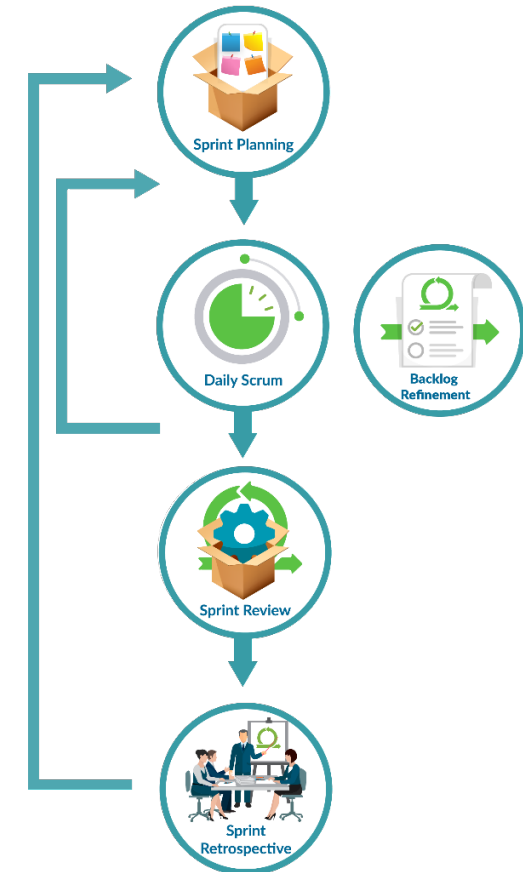 Sprint Planning
Daily Scrum
Backlog
Refinement
Sprint Review
Sprint
Retrospective